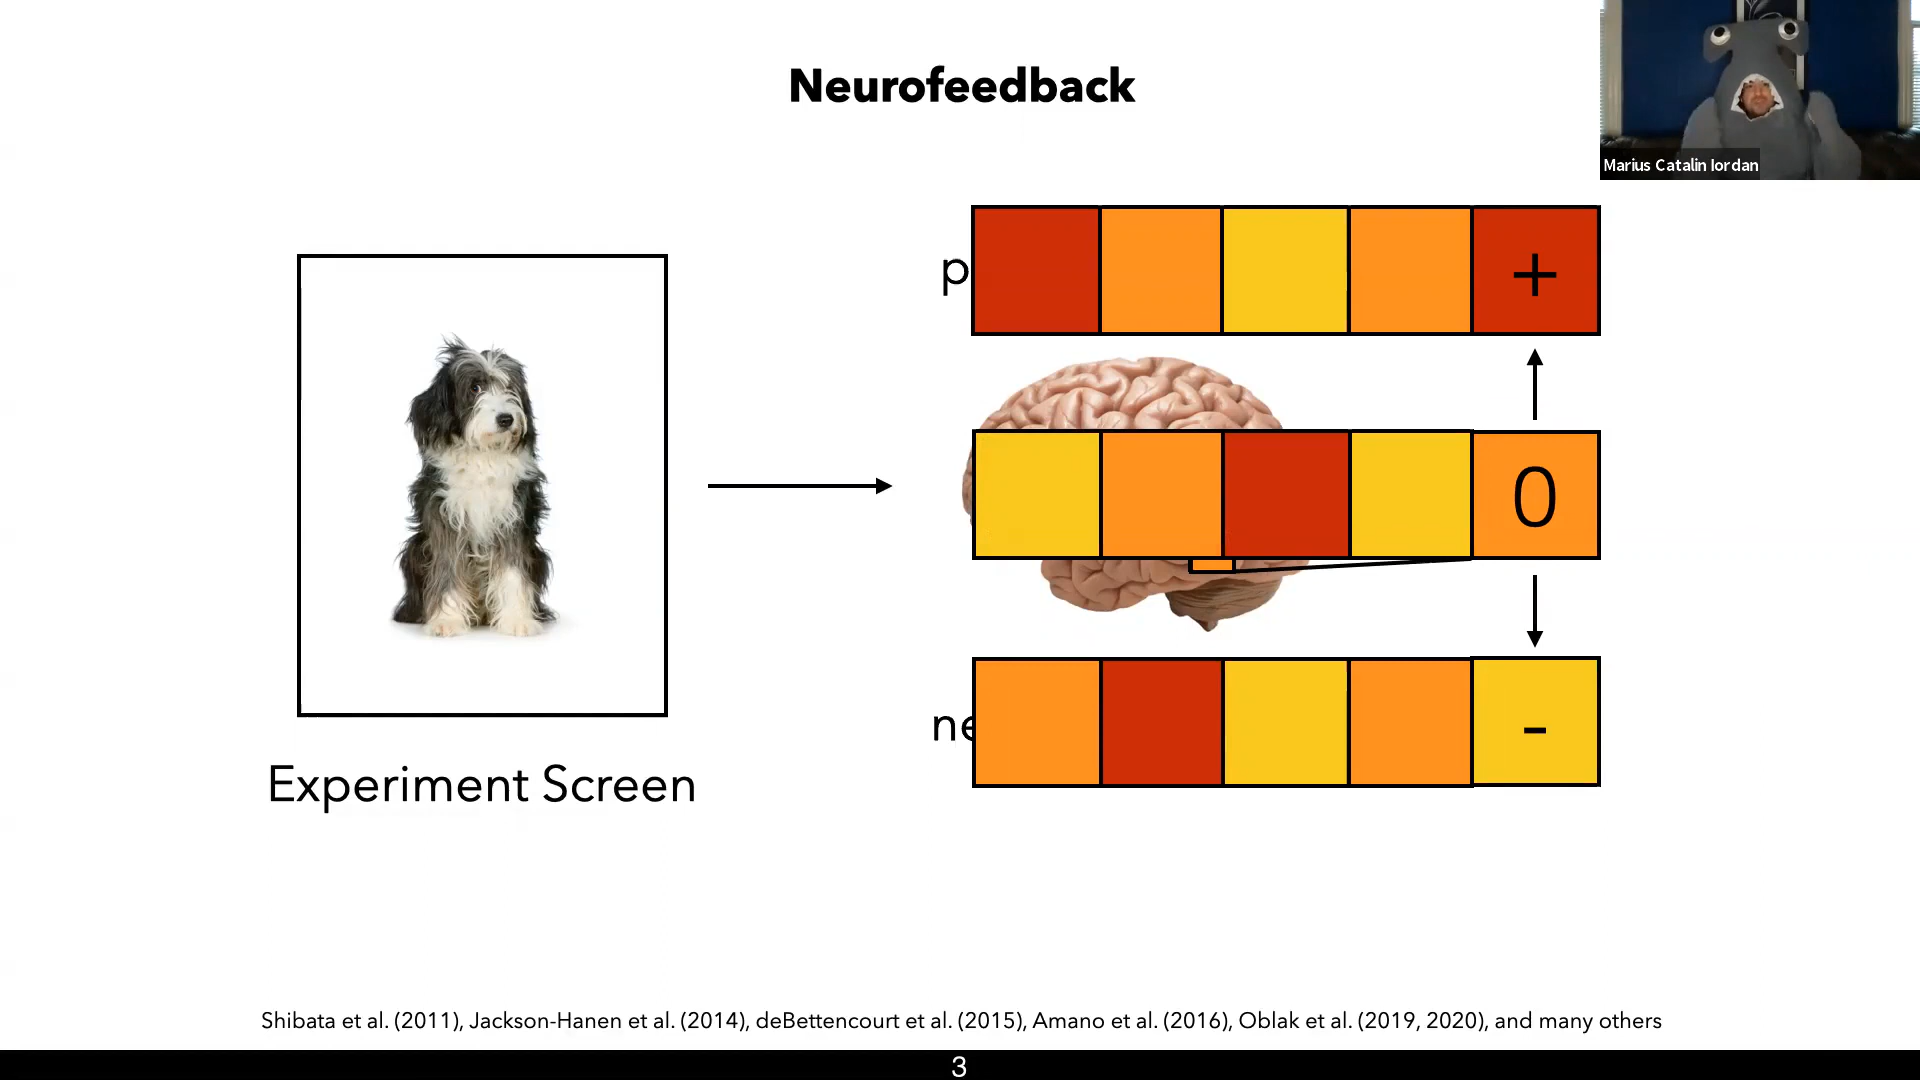 Neurofeedback
Marius Catalin Iordan
p
+
0
ne
-
Experiment Screen
Shibata et al. (2011), Jackson-Hanen et al. (2014), deBettencourt et al. (2015), Amano et al. (2016), Oblak et al. (2019, 2020), and many others
3